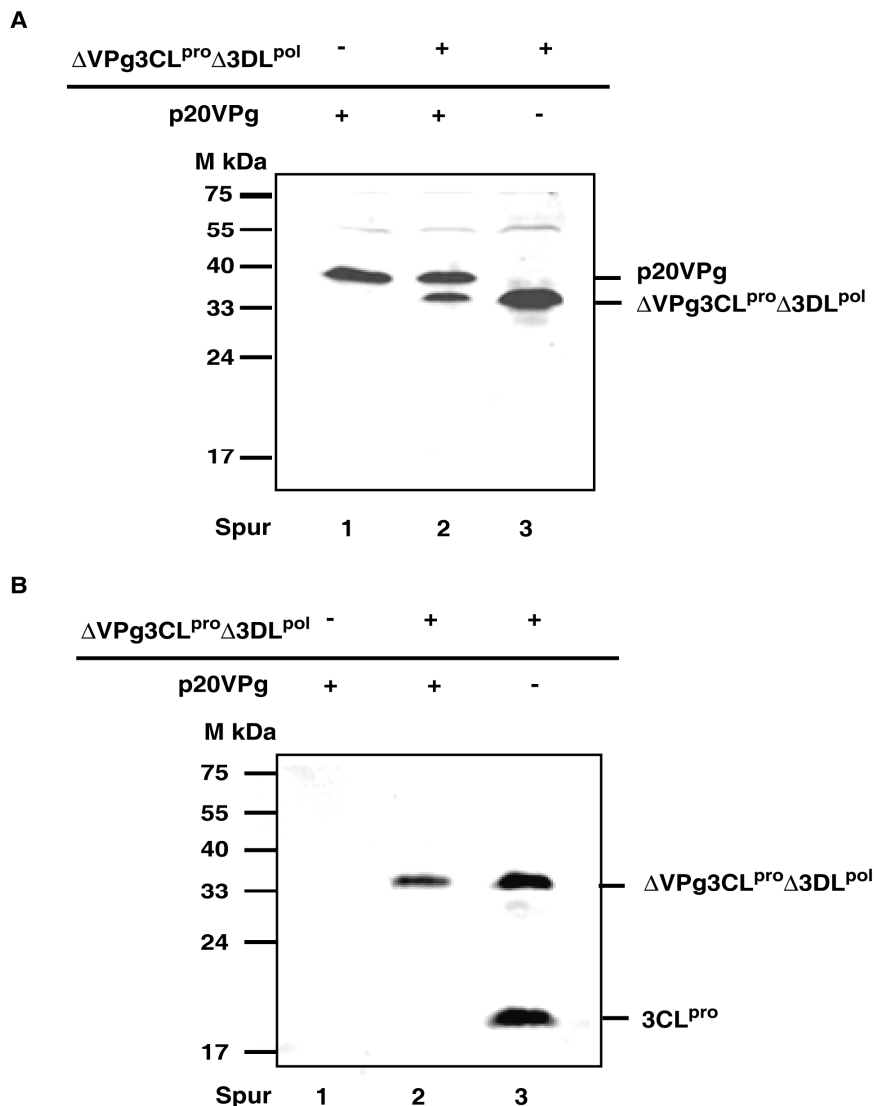 A
ΔVPg3CLproΔ3DLpol - + +
p20VPg + + -
M kDa
75
55
40
33
24
17
p20VPg
ΔVPg3CLproΔ3DLpol
Spur 1 2 3
B
ΔVPg3CLproΔ3DLpol - + +
p20VPg + + -
M kDa
75
55
40
33
24
17
ΔVPg3CLproΔ3DLpol
3CLpro
Spur 1 2 3